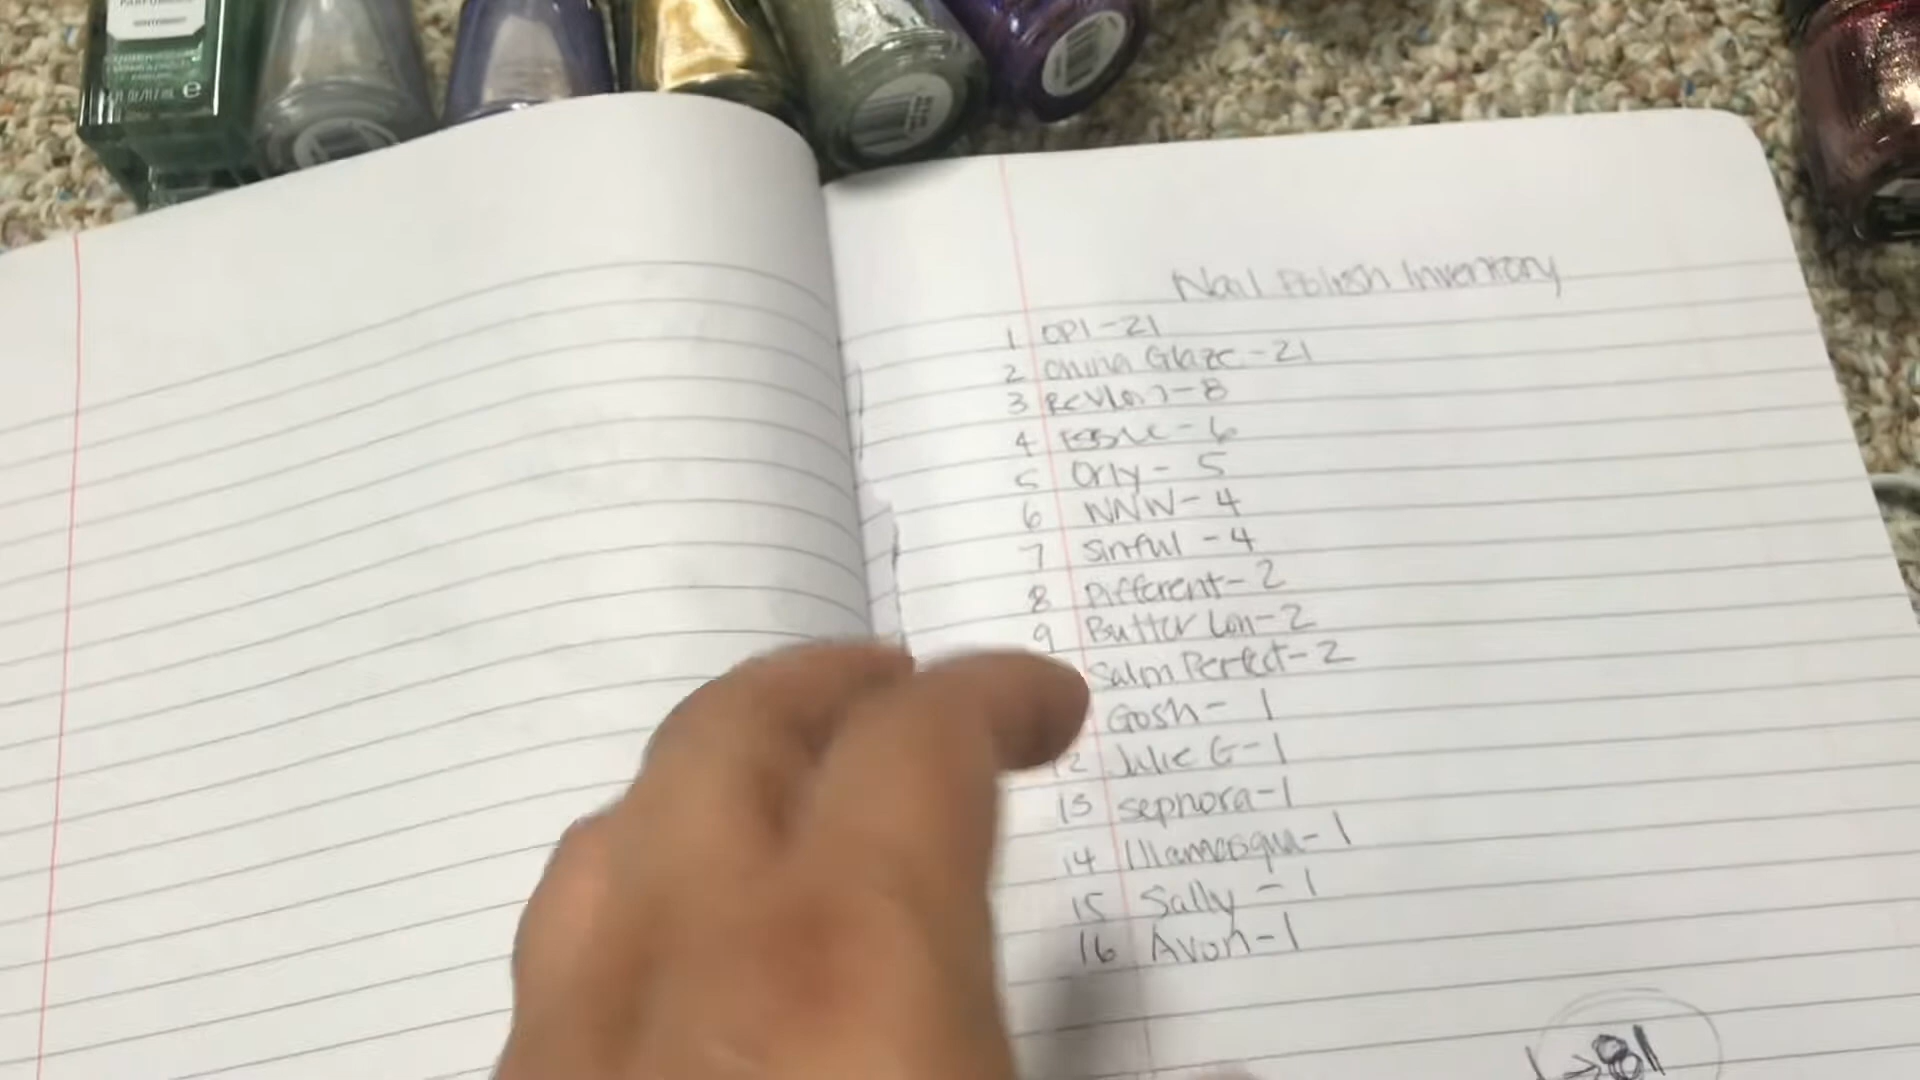 Nail Polish Inventory
1 OPI - 21
2 China Glaze - 21
3 Revlon - 8
4 Essie - 6
5 Orly - 5
6 NNW - 4
7 Sinful - 4
8 Different - 2
9 Butter Lon - 2
Salm Perfect - 2
Gosh - 1
12 Julie G - 1
13 Sephora - 1
14 Illamasqua - 1
15 Sally - 1
16 Avon - 1
81